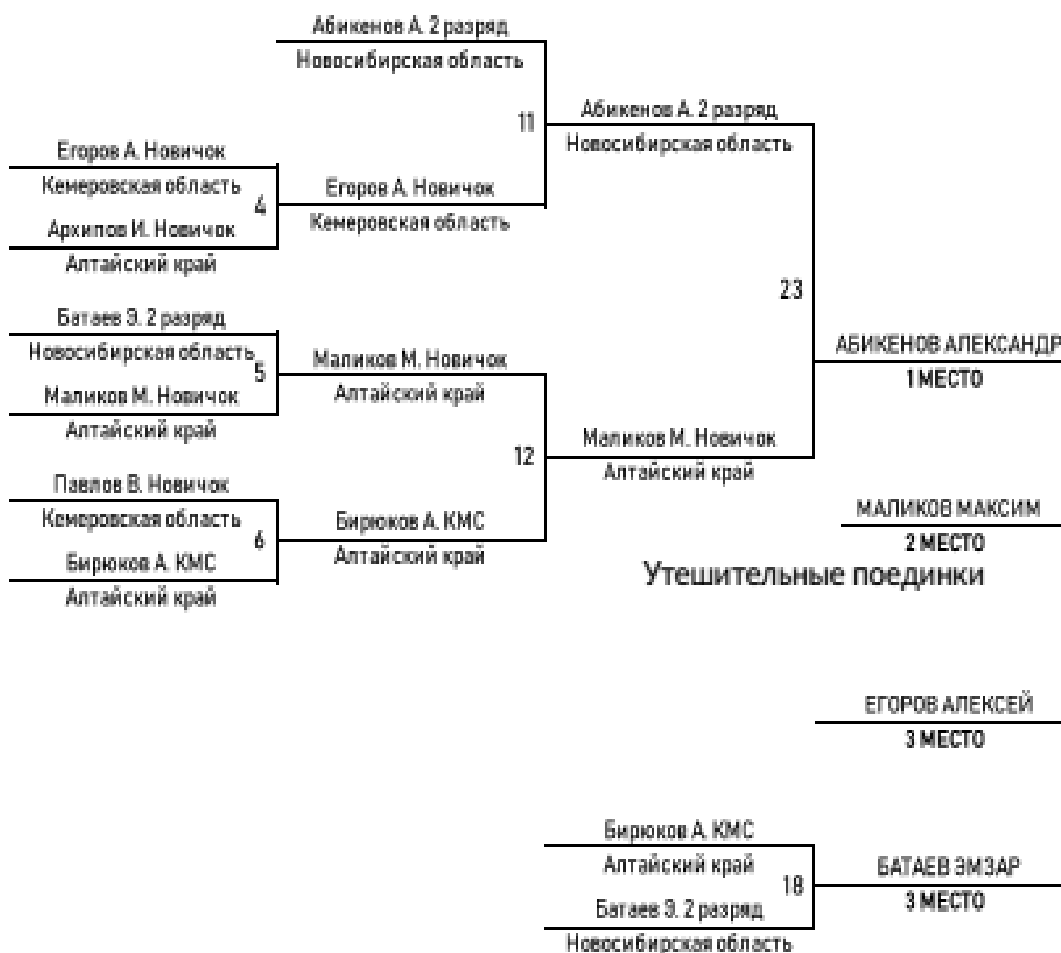 Абикенов А. 2 разряд
Новосибирская область
11
Абикенов А. 2 разряд
Новосибирская область
Егоров А. Новичок
Кемеровская область
4
Архипов И. Новичок
Алтайский край
Егоров А. Новичок
Кемеровская область
23
Батаев Э. 2 разряд
Новосибирская область
5
Маликов М. Новичок
Алтайский край
Маликов М. Новичок
Алтайский край
АБИКЕНОВ АЛЕКСАНДР
1 МЕСТО
12
Маликов М. Новичок
Алтайский край
Павлов В. Новичок
Кемеровская область
6
Бирюков А. КМС
Алтайский край
Бирюков А. КМС
Алтайский край
МАЛИКОВ МАКСИМ
2 МЕСТО
Утешительные поединки
ЕГОРОВ АЛЕКСЕЙ
3 МЕСТО
Бирюков А. КМС
Алтайский край
18
Батаев Э. 2 разряд
Новосибирская область
БАТАЕВ ЭМЗАР
3 МЕСТО